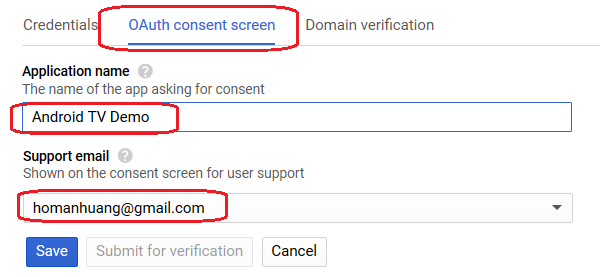 Credentials OAuth consent screen Domain verification
Application name ?
The name of the app asking for consent
Android TV Demo
Support email ?
Shown on the consent screen for user support
homanhuang@gmail.com
Save Submit for verification Cancel